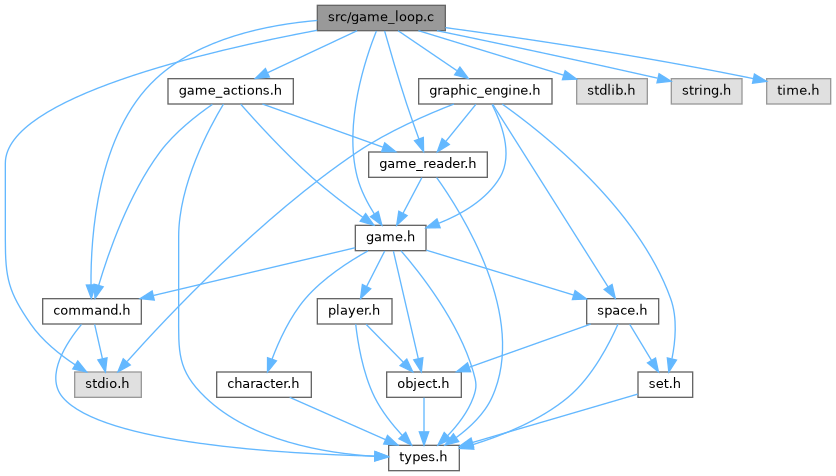 src/game_loop.c
game_actions.h
graphic_engine.h
stdlib.h
string.h
time.h
game_reader.h
game.h
command.h
player.h
space.h
stdio.h
character.h
object.h
set.h
types.h